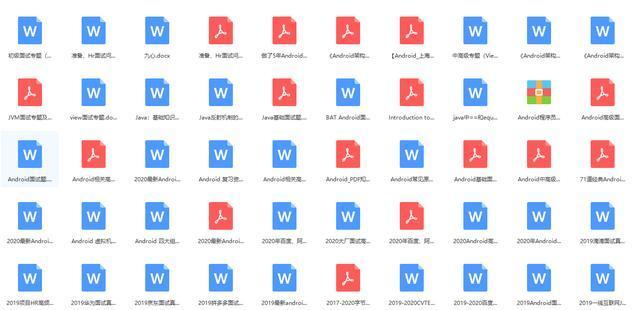 初级面试专题（...
准备、Hr面试问...
准备、Hr面试问...
做了5年Android...
《Android架构...
【Android_上海...
中高级专题（Vie...
《Android架构...
《Android架构...
JVM面试专题及...
view面试专题.do...
Java：基础知识...
Java反射机制的...
Java基础面试题...
BAT Android面...
Introduction to...
java中==和equ...
Android程序员...
Android高级面...
Android面试题....
Android相关高...
2020最新Androi...
Android 复习资...
Android相关高...
Android_PDF知...
Android常见原...
Android基础面...
Android中高级...
71道经典Androi...
2020最新Androi...
Android 虚拟机...
Android 四大组...
2020最新Androi...
2020年百度、阿...
2020大厂面试高...
2020年百度、阿...
2020Android高...
2020年Android...
2019滴滴面试真...
2019项目HR高频...
2019华为面试真...
2019京东面试真...
2019拼多多面试...
2019最新androi...
2017-2020字节...
2019-2020CVTE...
2019-2020百度...
2019Android面...
2019一线互联网J...